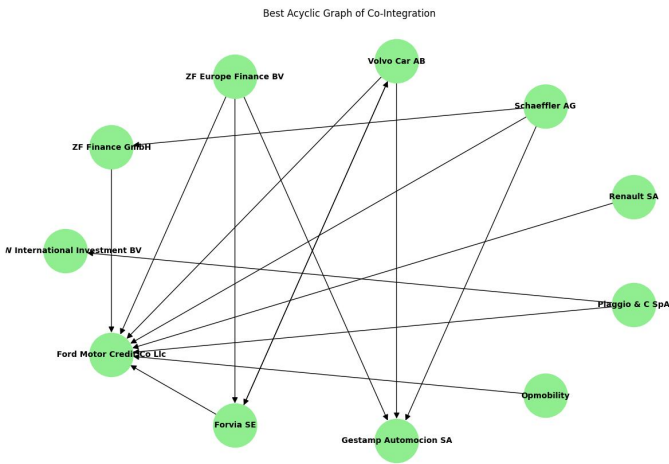 Best Acyclic Graph of Co-Integration
Volvo Car AB
ZF Europe Finance BV
Schaeffler AG
ZF Finance GmbH
Renault SA
N International Investment BV
Piaggio & C SpA
Ford Motor Credit Co Llc
Opmobility
Forvia SE
Gestamp Automocion SA